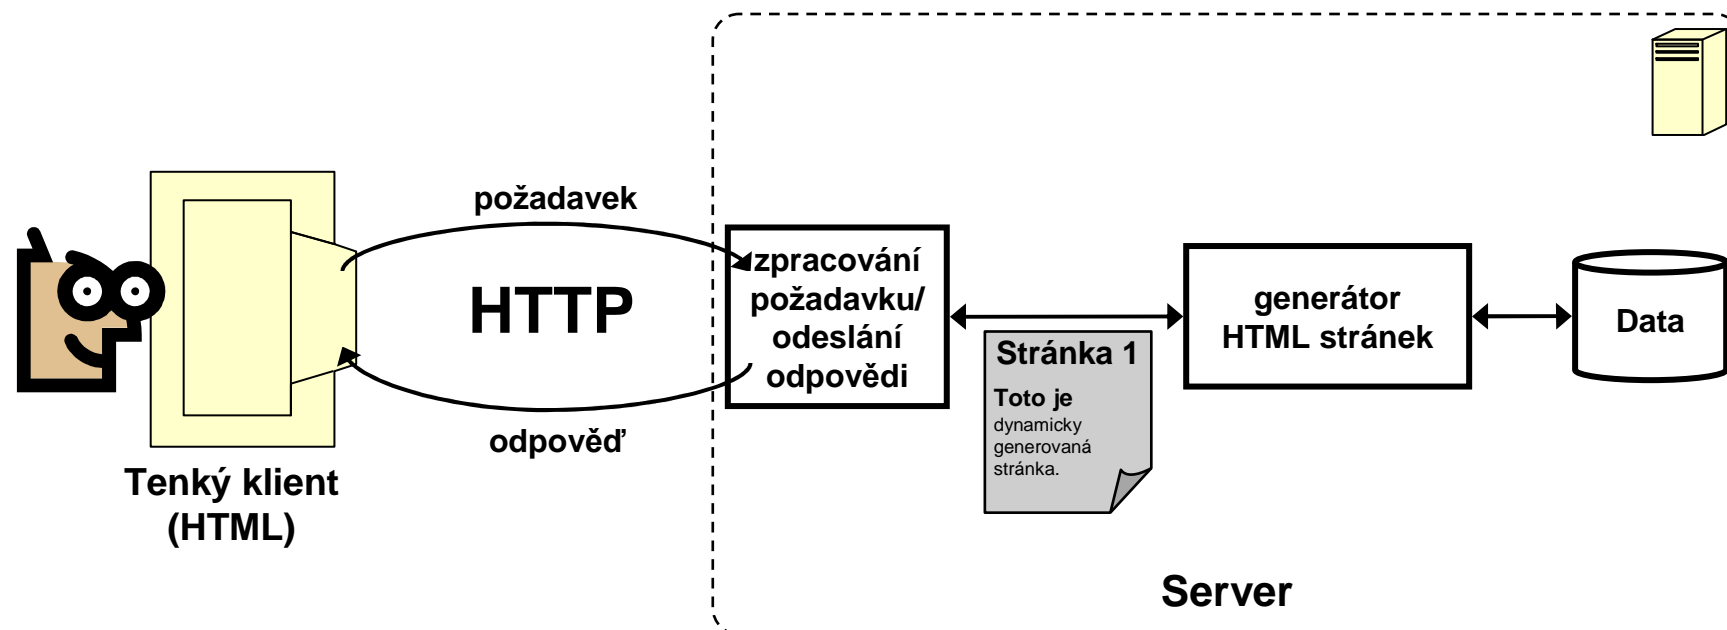 požadavek
HTTP
odpověď
Tenký klient
(HTML)
zpracování
požadavku/
odeslání
odpovědi
Stránka 1
Toto je
dynamicky
generovaná
stránka.
generátor
HTML stránek
Data
Server